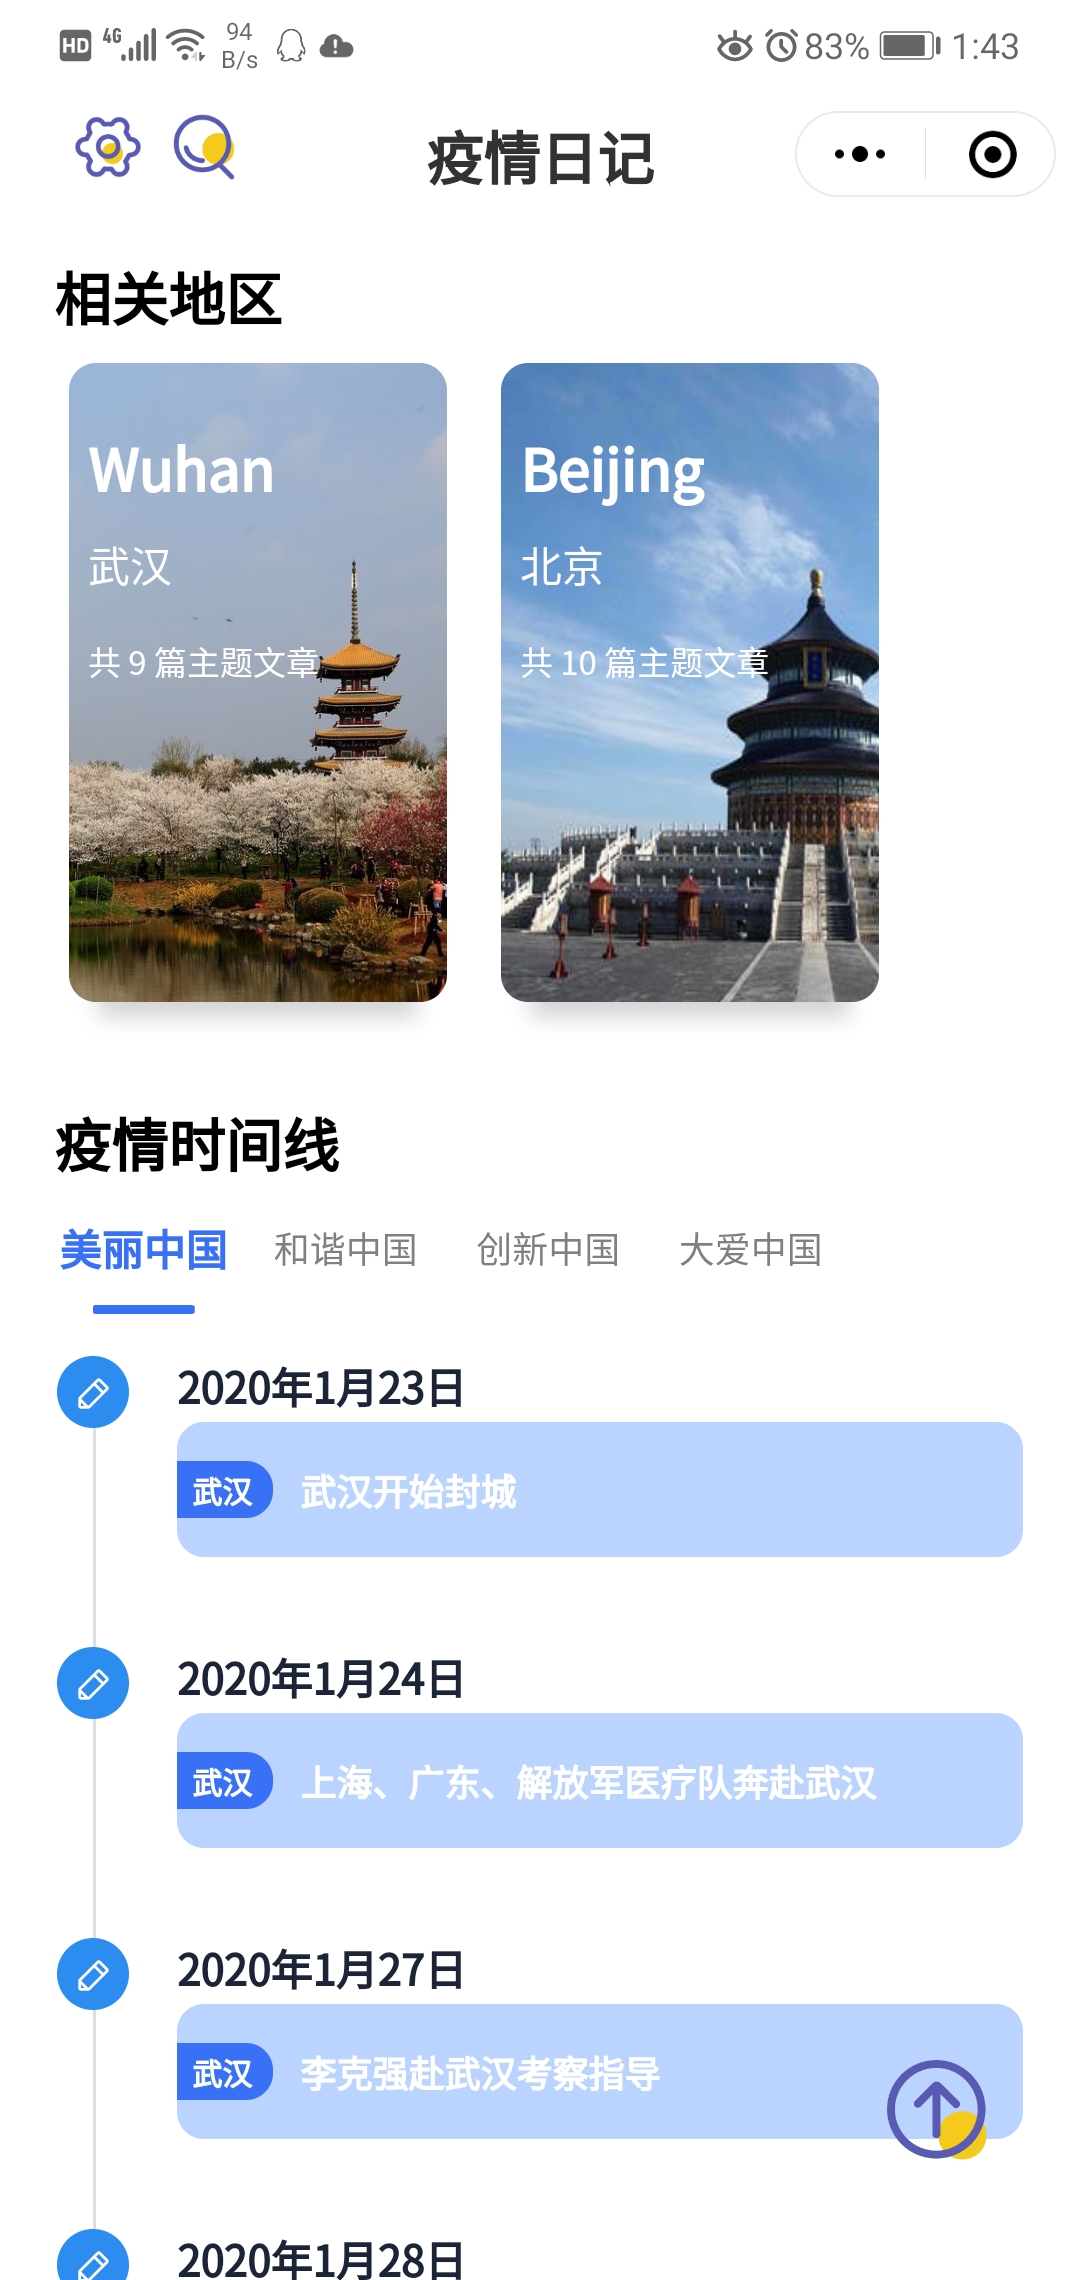 HD 4G 94 B/s 83% 1:43
疫情日记
相关地区
Wuhan
武汉
共 9 篇主题文章
Beijing
北京
共 10 篇主题文章
疫情时间线
美丽中国 和谐中国 创新中国 大爱中国
2020年1月23日
武汉 武汉开始封城
2020年1月24日
武汉 上海、广东、解放军医疗队奔赴武汉
2020年1月27日
武汉 李克强赴武汉考察指导
2020年1月28日